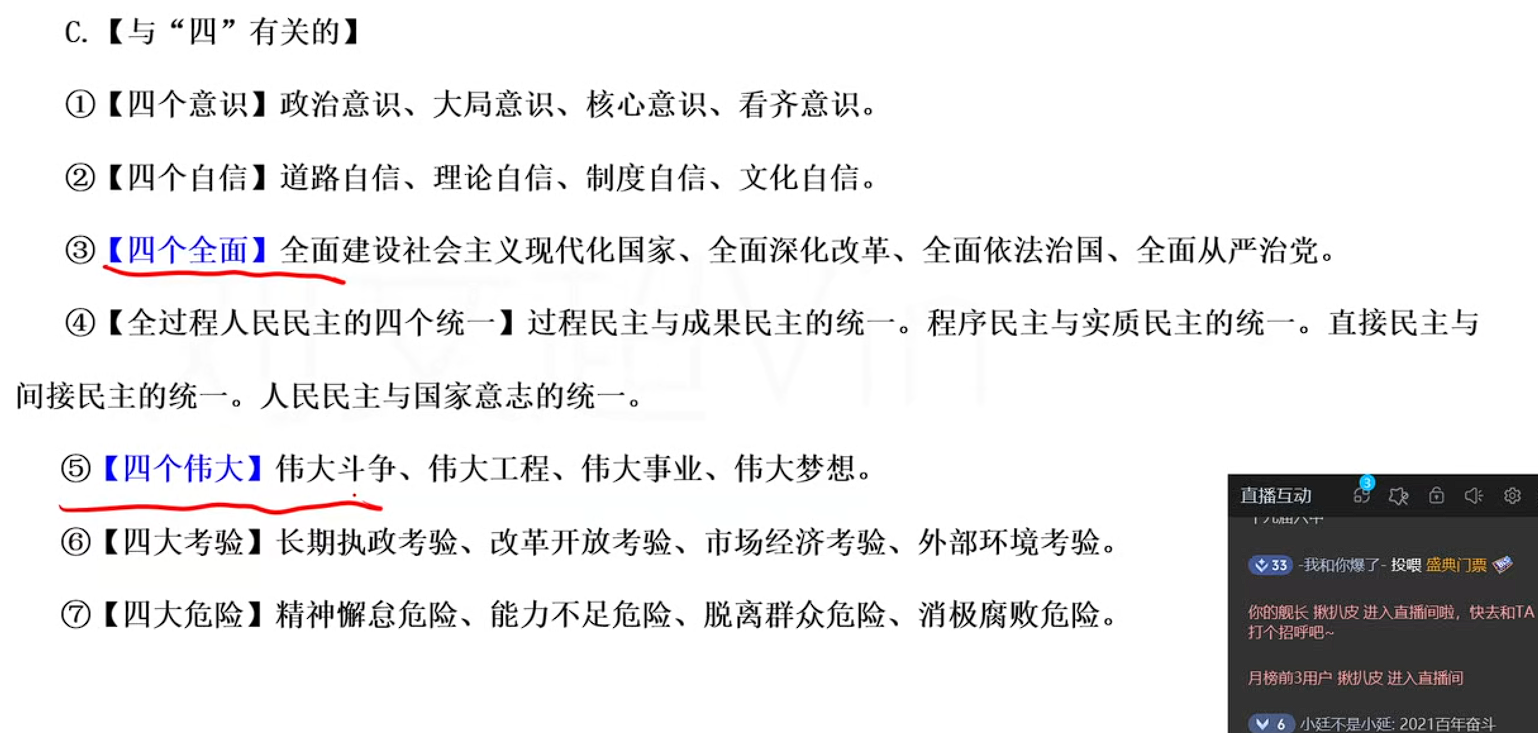 C.【与“四”有关的】
①【四个意识】政治意识、大局意识、核心意识、看齐意识。
②【四个自信】道路自信、理论自信、制度自信、文化自信。
③【四个全面】全面建设社会主义现代化国家、全面深化改革、全面依法治国、全面从严治党。
④【全过程人民民主的四个统一】过程民主与成果民主的统一。程序民主与实质民主的统一。直接民主与
间接民主的统一。人民民主与国家意志的统一。
⑤【四个伟大】伟大斗争、伟大工程、伟大事业、伟大梦想。
⑥【四大考验】长期执政考验、改革开放考验、市场经济考验、外部环境考验。
⑦【四大危险】精神懈怠危险、能力不足危险、脱离群众危险、消极腐败危险。
直播互动 3
十九届六中
33 -我和你爆了- 投喂 盛典门票
你的舰长 揪扒皮 进入直播间啦，快去和TA
打个招呼吧~
月榜前3用户 揪扒皮 进入直播间
6 小廷不是小延: 2021百年奋斗